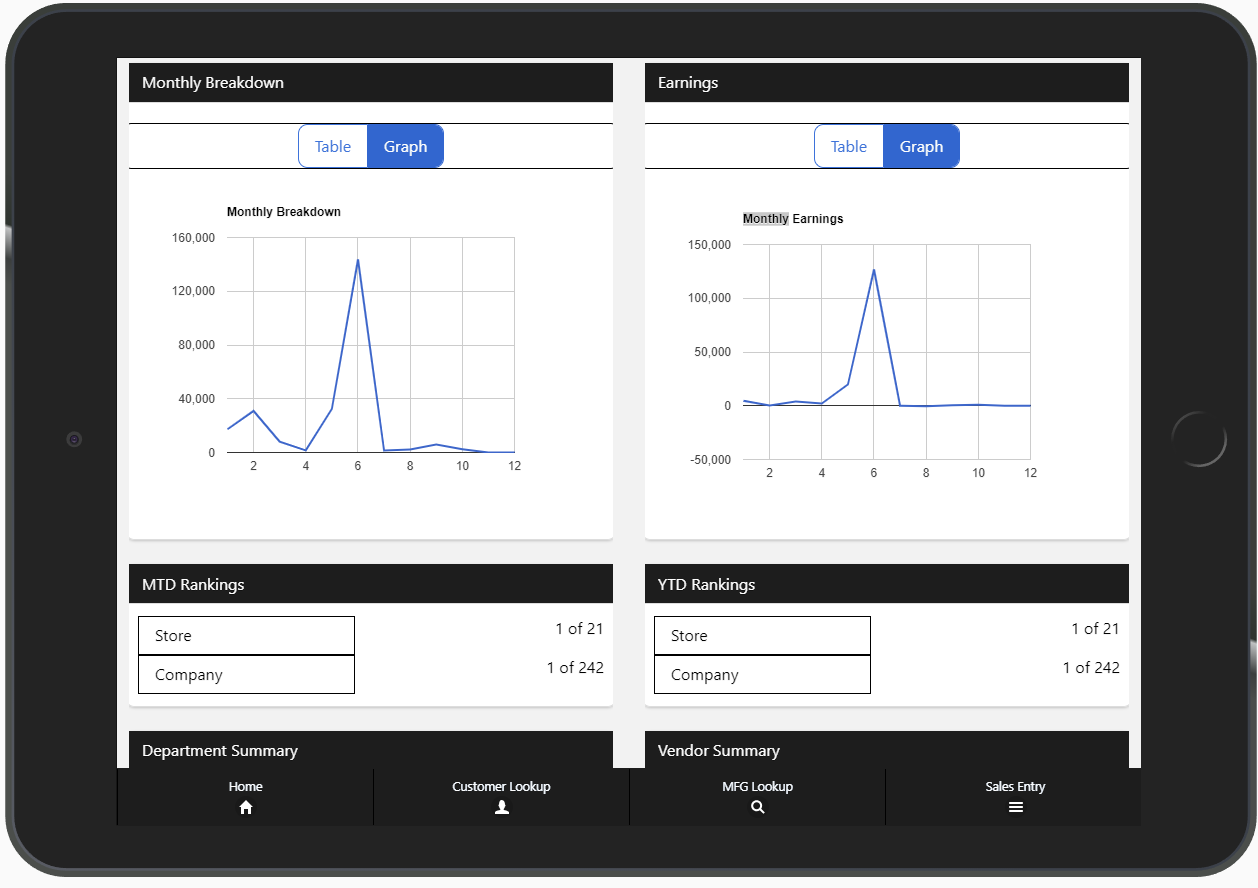 Monthly Breakdown
Table Graph
Monthly Breakdown
160,000
120,000
80,000
40,000
0
2 4 6 8 10 12
Earnings
Table Graph
Monthly Earnings
150,000
100,000
50,000
0
-50,000
2 4 6 8 10 12
MTD Rankings
Store 1 of 21
Company 1 of 242
YTD Rankings
Store 1 of 21
Company 1 of 242
Department Summary
Vendor Summary
Home Customer Lookup MFG Lookup Sales Entry